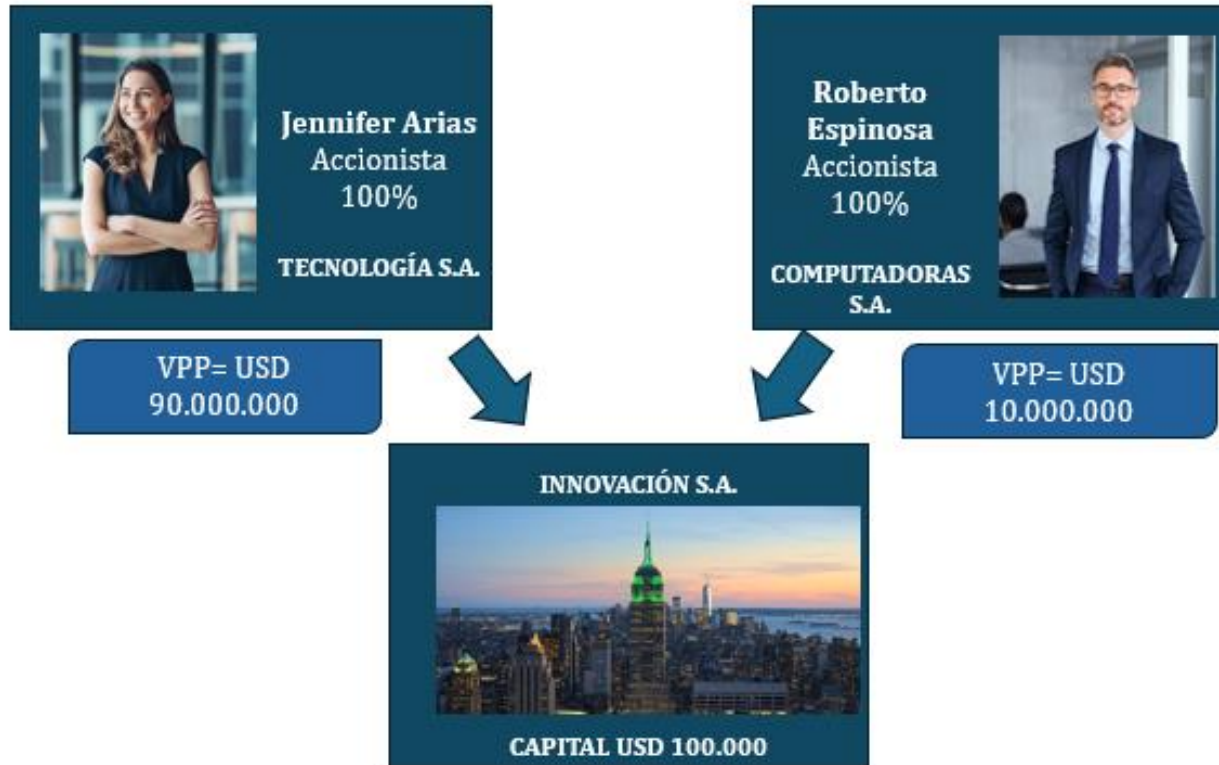 Jennifer Arias
Accionista
100%
TECNOLOGÍA S.A.
VPP= USD
90.000.000
Roberto
Espinosa
Accionista
100%
COMPUTADORAS
S.A.
VPP= USD
10.000.000
INNOVACIÓN S.A.
CAPITAL USD 100.000